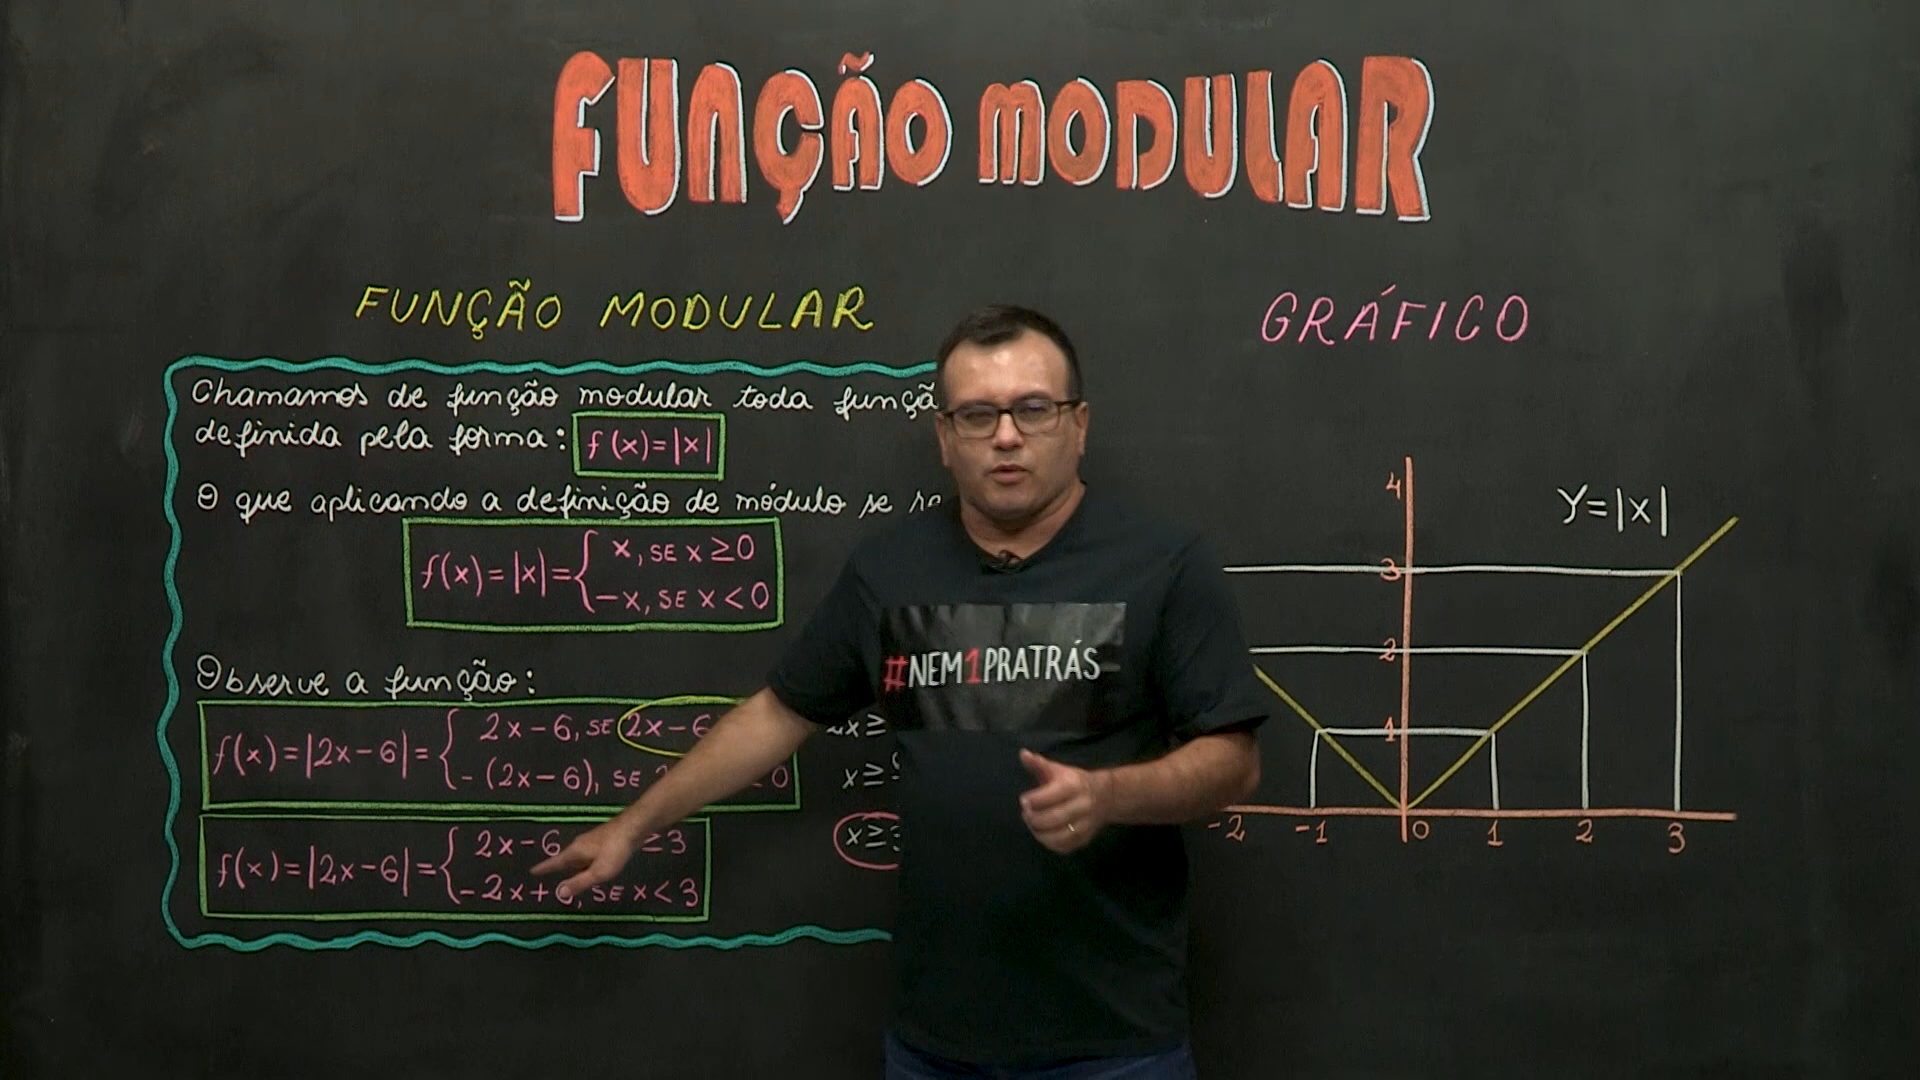 FUNÇÃO MODULAR
FUNÇÃO MODULAR
Chamamos de função modular toda
definida pela forma: f(x)=|x|
O que aplicando a definição de módulo se
f(x)=|x|={ x, SE x≥0
-x, SE x<0
Observe a função:
f(x)=|2x-6|={ 2x-6, SE 2x-6
-(2x-6), SE 0
f(x)=|2x-6|={ 2x-6 ≥3
-2x+6, SE x<3
x≥
x≥
#NEM1PRATRÁS
GRÁFICO
Y=|x|
4
3
2
1
-2 -1 0 1 2 3